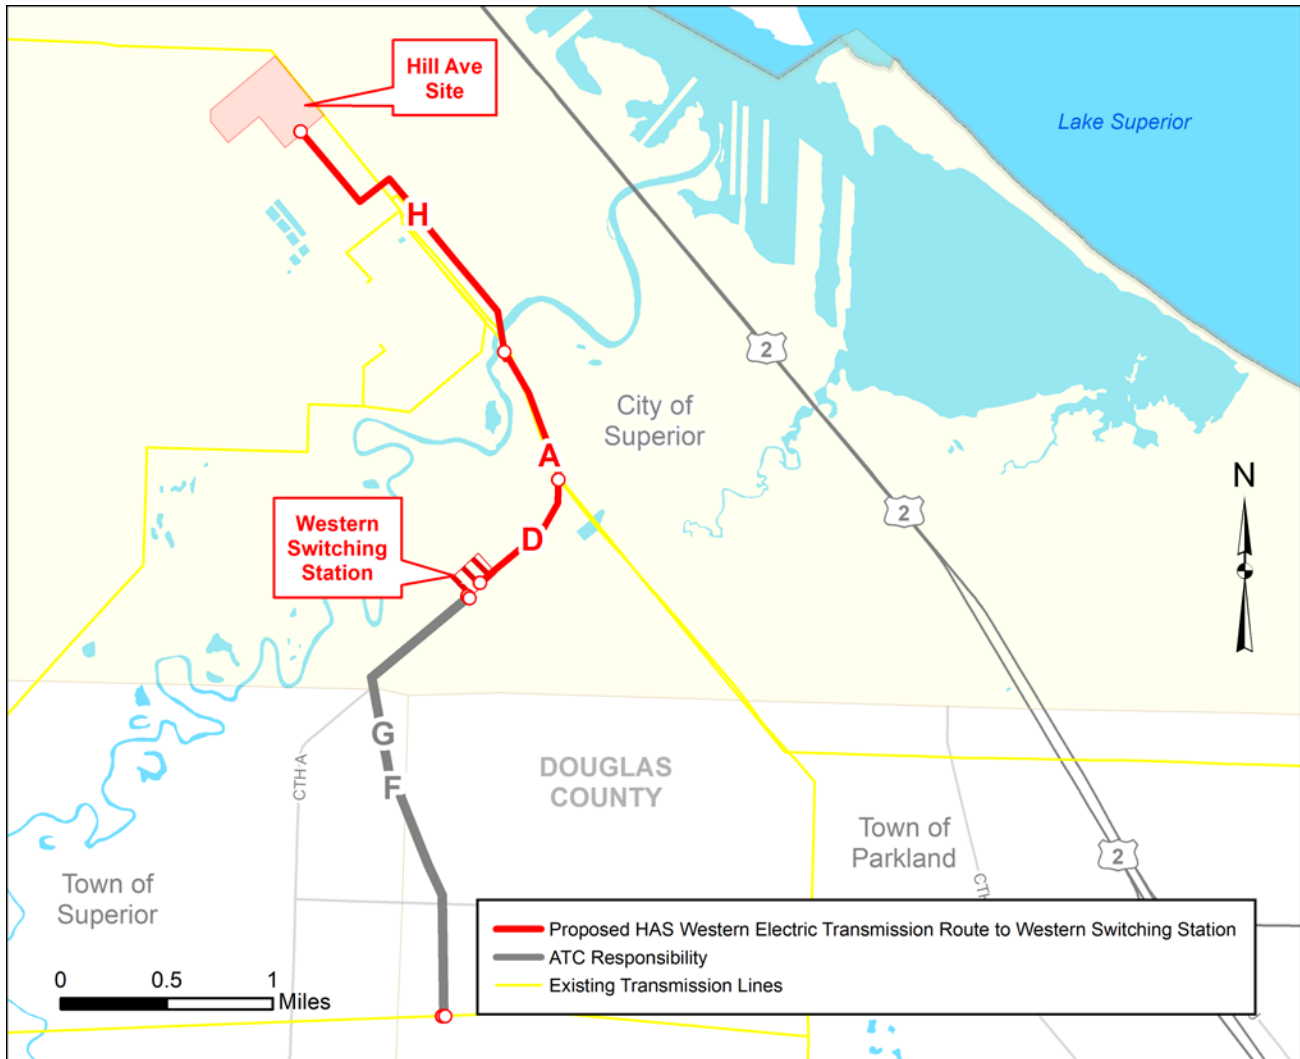 Hill Ave
Site
Lake Superior
H
2
City of
Superior
N
A
2
Western
Switching
Station
D
G
CTH A
F
DOUGLAS
COUNTY
Town of
Parkland
2
Town of
Superior
CTH
Proposed HAS Western Electric Transmission Route to Western Switching Station
ATC Responsibility
Existing Transmission Lines
0 0.5 1
Miles